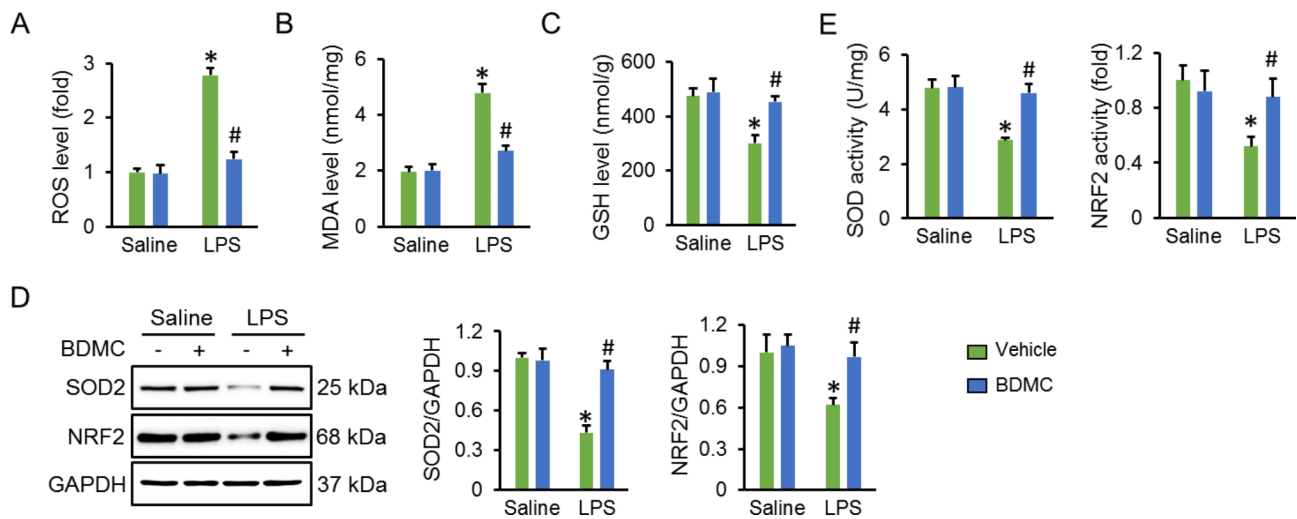 A
ROS level (fold)
3
2
1
0
*
#
Saline LPS
B
MDA level (nmol/mg)
6
4
2
0
*
#
Saline LPS
C
GSH level (nmol/g)
600
400
200
0
*
#
Saline LPS
E
SOD activity (U/mg)
6
4
2
0
*
#
Saline LPS
NRF2 activity (fold)
1.2
0.8
0.4
0
*
#
Saline LPS
D
Saline LPS
BDMC - + - +
SOD2 25 kDa
NRF2 68 kDa
GAPDH 37 kDa
SOD2/GAPDH
1.2
0.9
0.6
0.3
0
*
#
Saline LPS
NRF2/GAPDH
1.2
0.9
0.6
0.3
0
*
#
Saline LPS
Vehicle
BDMC